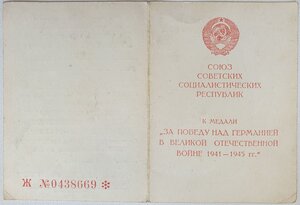 Ж №0438669 ✻
СОЮЗ
СОВЕТСКИХ
СОЦИАЛИСТИЧЕСКИХ
РЕСПУБЛИК
К МЕДАЛИ
„ЗА ПОБЕДУ НАД ГЕРМАНИЕЙ
В ВЕЛИКОЙ ОТЕЧЕСТВЕННОЙ
ВОЙНЕ 1941—1945 гг.“